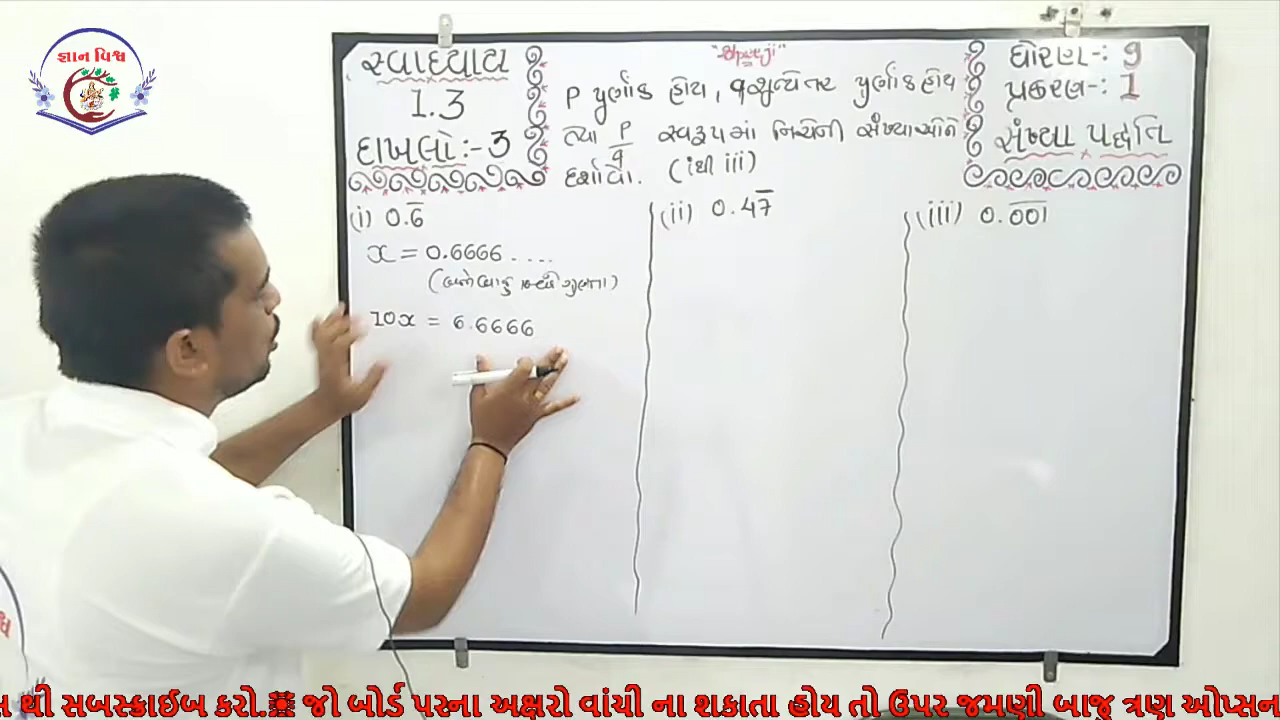 જ્ઞાન વિશ્વ
સ્વાધ્યાય
1.3
દાખલો:-3
"શ્રીગણેશાય"
P પુર્ણાંક હોય, q શુન્યેતર પુર્ણાંક હોય
ત્યા p/q સ્વરૂપમાં નિચેની સંખ્યાઓને
દર્શાવો. (i થી iii)
ધોરણ-: 9
પ્રકરણ-: 1
સંખ્યા પદ્ધતિ
(i) 0.6̅
x = 0.6666....
10x = 6.6666
(ii) 0.47̅
(iii) 0.0̅0̅1̅
થી સબસ્ક્રાઈબ કરો. જો બોર્ડ પરના અક્ષરો વાંચી ના શકાતા હોય તો ઉપર જમણી બાજુ ત્રણ ઓપ્સન